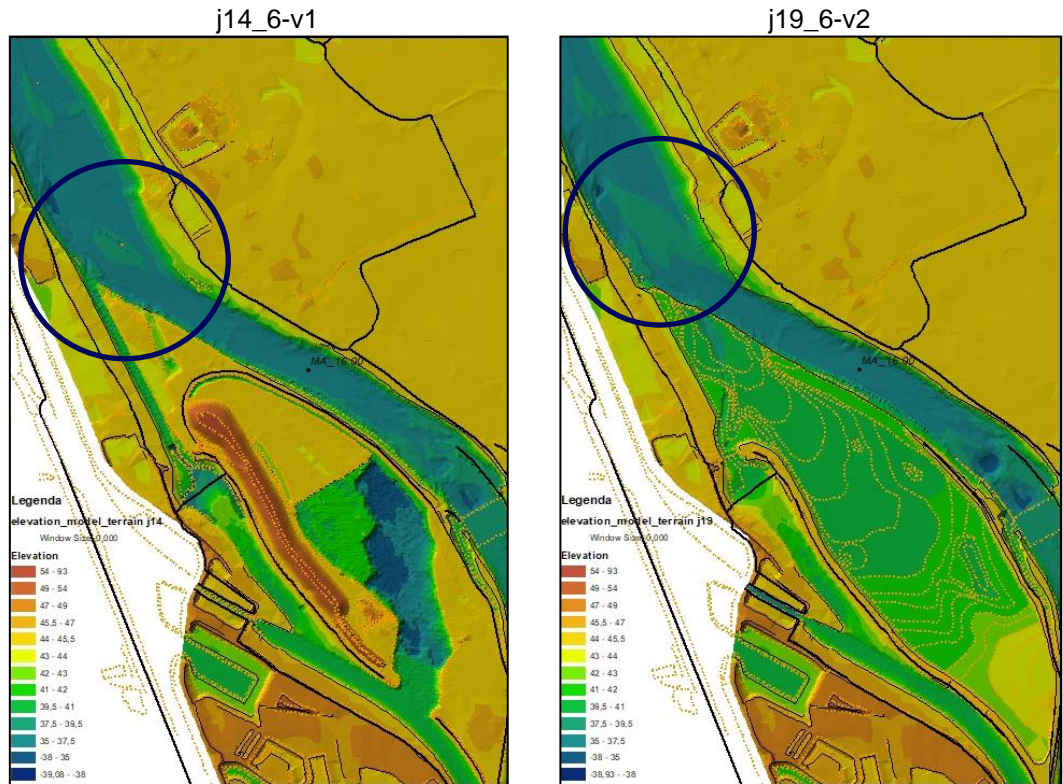 j14_6-v1
MA_16.00
Legenda
elevation_model_terrain j14
Window Size: 0,000
Elevation
54 - 93
49 - 54
47 - 49
45,5 - 47
44 - 45,5
43 - 44
42 - 43
41 - 42
39,5 - 41
37,5 - 39,5
35 - 37,5
-38 - 35
-39,08 - -38
j19_6-v2
MA_16.00
Legenda
elevation_model_terrain j19
Window Size: 0,000
Elevation
54 - 93
49 - 54
47 - 49
45,5 - 47
44 - 45,5
43 - 44
42 - 43
41 - 42
39,5 - 41
37,5 - 39,5
35 - 37,5
-38 - 35
-38,93 - -38